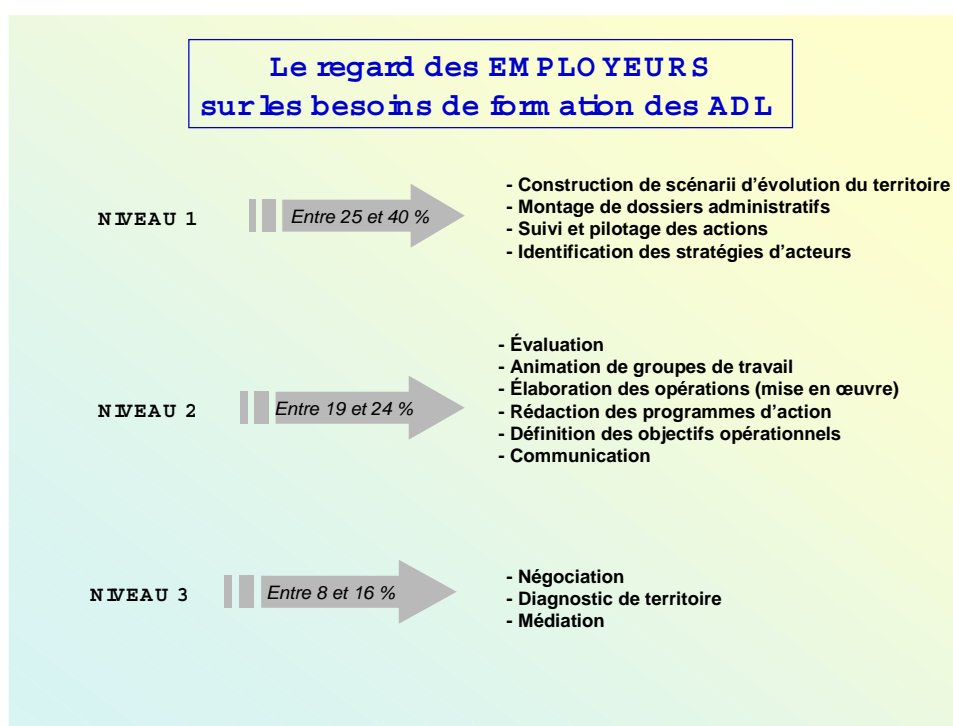 Le regard des EMPLOYEURS
sur les besoins de formation des ADL
NIVEAU 1
Entre 25 et 40 %
- Construction de scénarii d’évolution du territoire
- Montage de dossiers administratifs
- Suivi et pilotage des actions
- Identification des stratégies d’acteurs
NIVEAU 2
Entre 19 et 24 %
- Évaluation
- Animation de groupes de travail
- Élaboration des opérations (mise en œuvre)
- Rédaction des programmes d’action
- Définition des objectifs opérationnels
- Communication
NIVEAU 3
Entre 8 et 16 %
- Négociation
- Diagnostic de territoire
- Médiation